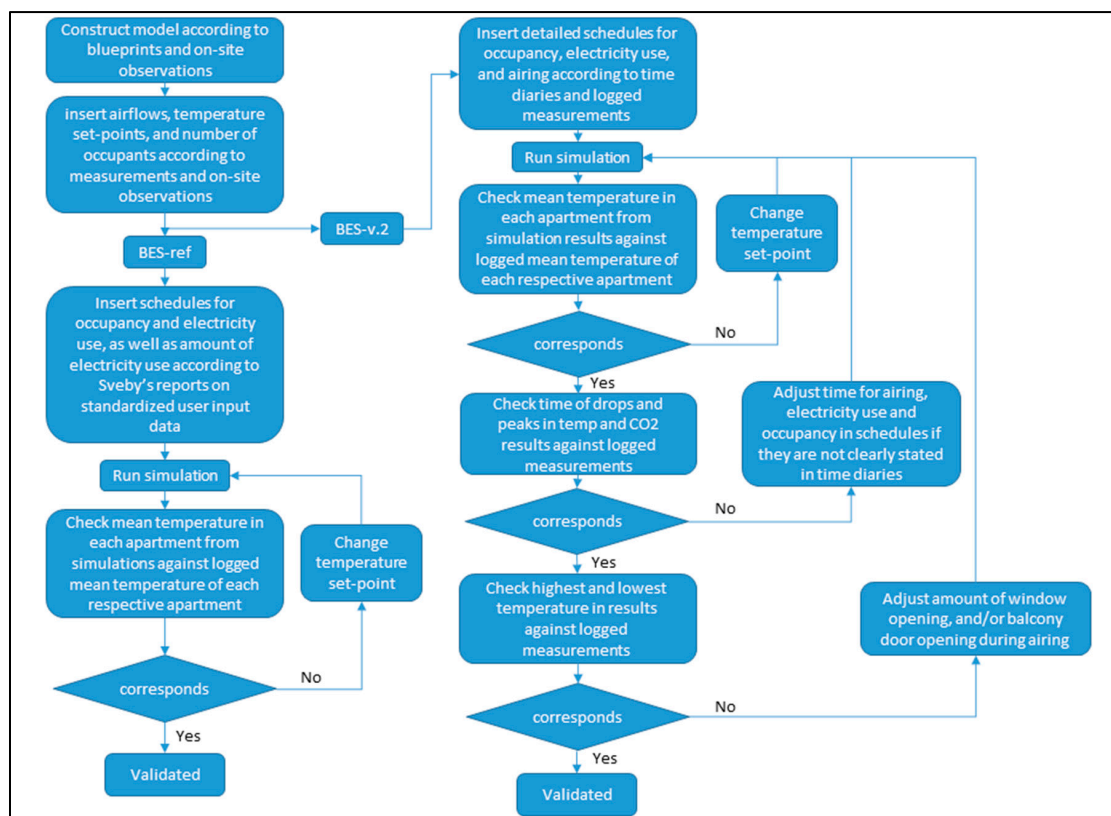 Construct model according to
blueprints and on-site
observations
insert airflows, temperature
set-points, and number of
occupants according to
measurements and on-site
observations
BES-v.2
BES-ref
Insert schedules for
occupancy and electricity
use, as well as amount of
electricity use according to
Sveby's reports on
standardized user input
data
Run simulation
Check mean temperature in
each apartment from
simulations against logged
mean temperature of each
respective apartment
Change
temperature
set-point
corresponds
No
Yes
Validated
Insert detailed schedules for
occupancy, electricity use,
and airing according to time
diaries and logged
measurements
Run simulation
Check mean temperature in
each apartment from
simulation results against
logged mean temperature of
each respective apartment
Change
temperature
set-point
corresponds
No
Yes
Check time of drops and
peaks in temp and CO2
results against logged
measurements
Adjust time for airing,
electricity use and
occupancy in schedules if
they are not clearly stated
in time diaries
corresponds
No
Yes
Check highest and lowest
temperature in results
against logged
measurements
Adjust amount of window
opening, and/or balcony
door opening during airing
corresponds
No
Yes
Validated